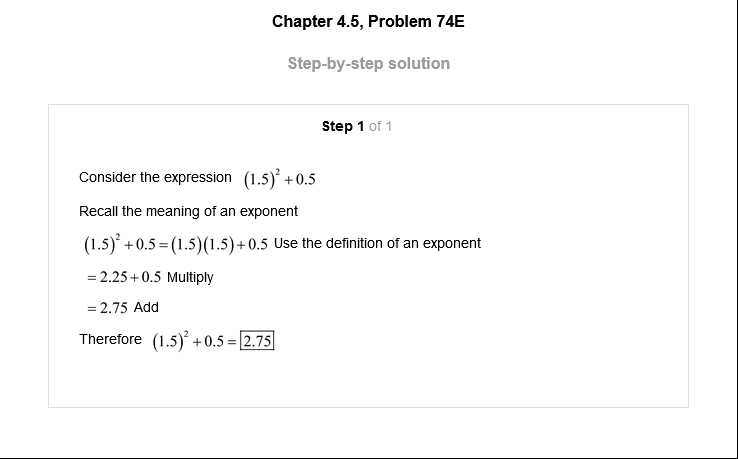 Chapter 4.5, Problem 74E
Step-by-step solution
Step 1 of 1
Consider the expression (1.5)² + 0.5
Recall the meaning of an exponent
(1.5)² + 0.5 = (1.5)(1.5) + 0.5 Use the definition of an exponent
= 2.25 + 0.5 Multiply
= 2.75 Add
Therefore (1.5)² + 0.5 = 2.75